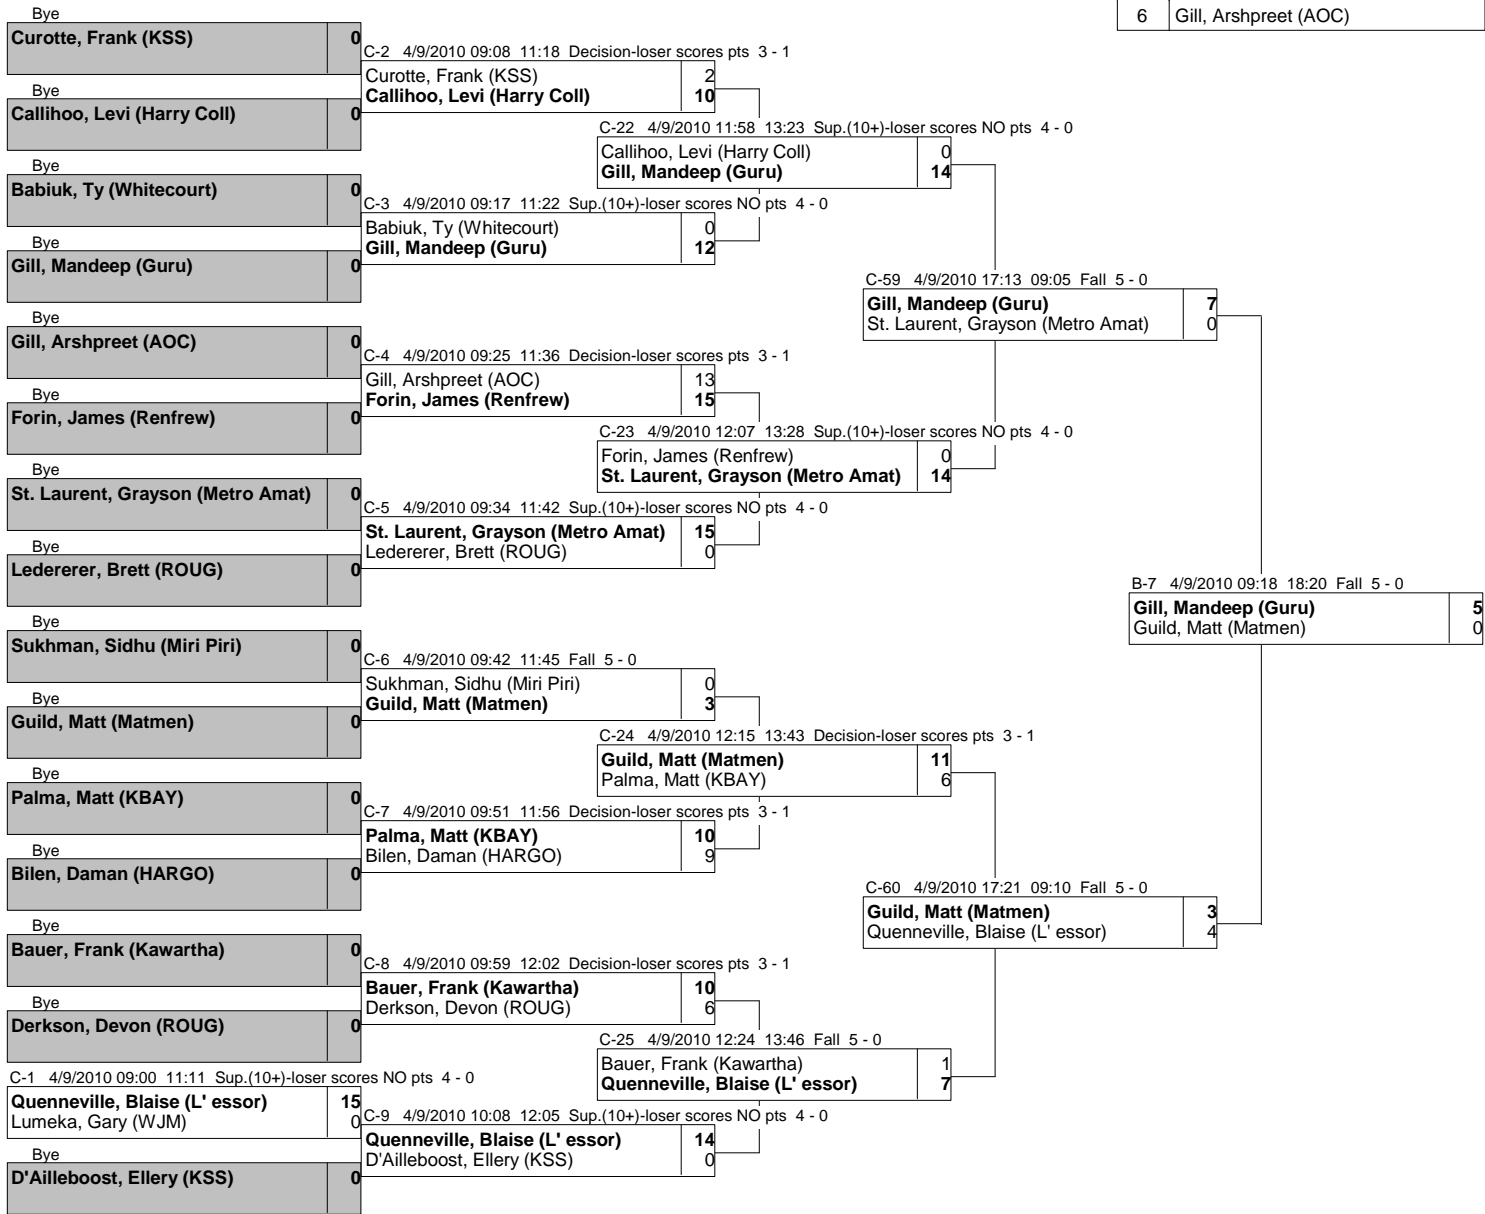 6 Gill, Arshpreet (AOC)
Bye
Curotte, Frank (KSS) 0
Bye
Callihoo, Levi (Harry Coll) 0
Bye
Babiuk, Ty (Whitecourt) 0
Bye
Gill, Mandeep (Guru) 0
Bye
Gill, Arshpreet (AOC) 0
Bye
Forin, James (Renfrew) 0
Bye
St. Laurent, Grayson (Metro Amat) 0
Bye
Ledererer, Brett (ROUG) 0
Bye
Sukhman, Sidhu (Miri Piri) 0
Bye
Guild, Matt (Matmen) 0
Bye
Palma, Matt (KBAY) 0
Bye
Bilen, Daman (HARGO) 0
Bye
Bauer, Frank (Kawartha) 0
Bye
Derkson, Devon (ROUG) 0
C-1 4/9/2010 09:00 11:11 Sup.(10+)-loser scores NO pts 4 - 0
Quenneville, Blaise (L' essor) 15
Lumeka, Gary (WJM) 0
Bye
D'Ailleboost, Ellery (KSS) 0
C-2 4/9/2010 09:08 11:18 Decision-loser scores pts 3 - 1
Curotte, Frank (KSS) 2
Callihoo, Levi (Harry Coll) 10
C-3 4/9/2010 09:17 11:22 Sup.(10+)-loser scores NO pts 4 - 0
Babiuk, Ty (Whitecourt) 0
Gill, Mandeep (Guru) 12
C-4 4/9/2010 09:25 11:36 Decision-loser scores pts 3 - 1
Gill, Arshpreet (AOC) 13
Forin, James (Renfrew) 15
C-5 4/9/2010 09:34 11:42 Sup.(10+)-loser scores NO pts 4 - 0
St. Laurent, Grayson (Metro Amat) 15
Ledererer, Brett (ROUG) 0
C-6 4/9/2010 09:42 11:45 Fall 5 - 0
Sukhman, Sidhu (Miri Piri) 0
Guild, Matt (Matmen) 3
C-7 4/9/2010 09:51 11:56 Decision-loser scores pts 3 - 1
Palma, Matt (KBAY) 10
Bilen, Daman (HARGO) 9
C-8 4/9/2010 09:59 12:02 Decision-loser scores pts 3 - 1
Bauer, Frank (Kawartha) 10
Derkson, Devon (ROUG) 6
C-9 4/9/2010 10:08 12:05 Sup.(10+)-loser scores NO pts 4 - 0
Quenneville, Blaise (L' essor) 14
D'Ailleboost, Ellery (KSS) 0
C-22 4/9/2010 11:58 13:23 Sup.(10+)-loser scores NO pts 4 - 0
Callihoo, Levi (Harry Coll) 0
Gill, Mandeep (Guru) 14
C-23 4/9/2010 12:07 13:28 Sup.(10+)-loser scores NO pts 4 - 0
Forin, James (Renfrew) 0
St. Laurent, Grayson (Metro Amat) 14
C-24 4/9/2010 12:15 13:43 Decision-loser scores pts 3 - 1
Guild, Matt (Matmen) 11
Palma, Matt (KBAY) 6
C-25 4/9/2010 12:24 13:46 Fall 5 - 0
Bauer, Frank (Kawartha) 1
Quenneville, Blaise (L' essor) 7
C-59 4/9/2010 17:13 09:05 Fall 5 - 0
Gill, Mandeep (Guru) 7
St. Laurent, Grayson (Metro Amat) 0
C-60 4/9/2010 17:21 09:10 Fall 5 - 0
Guild, Matt (Matmen) 3
Quenneville, Blaise (L' essor) 4
B-7 4/9/2010 09:18 18:20 Fall 5 - 0
Gill, Mandeep (Guru) 5
Guild, Matt (Matmen) 0